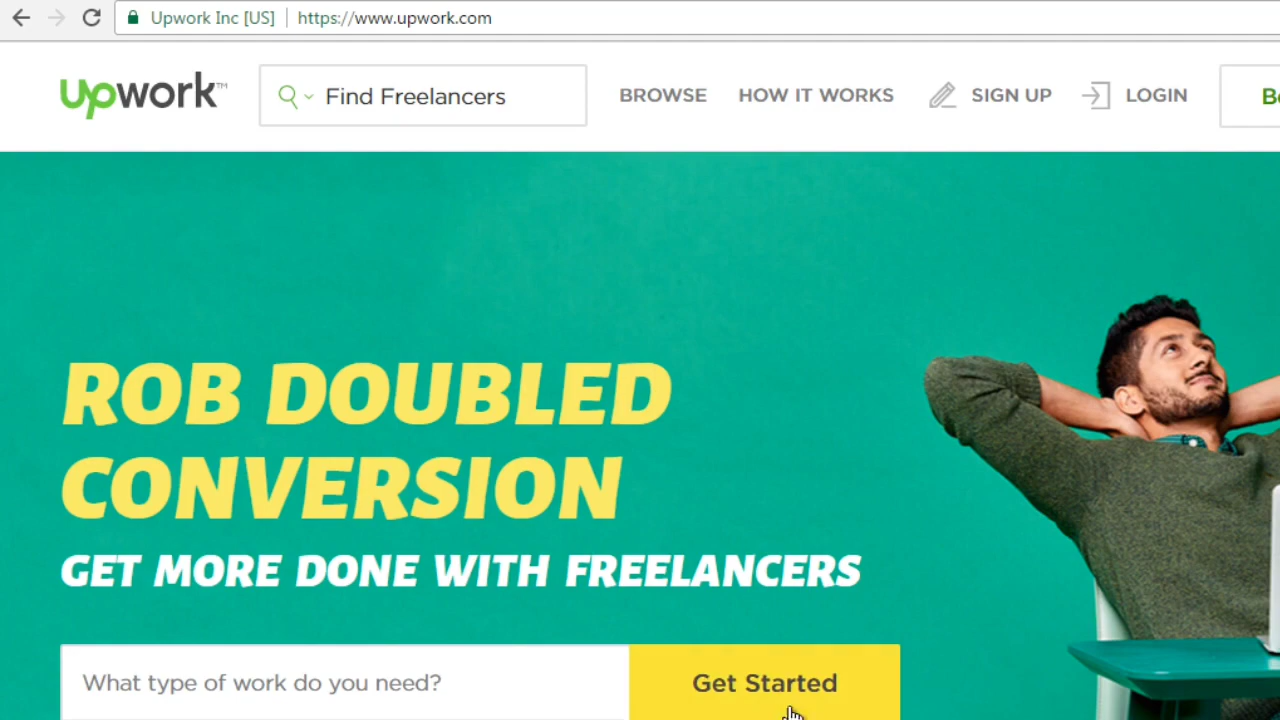 Upwork Inc [US] https://www.upwork.com
upwork™ Find Freelancers BROWSE HOW IT WORKS SIGN UP LOGIN
ROB DOUBLED
CONVERSION
GET MORE DONE WITH FREELANCERS
What type of work do you need? Get Started